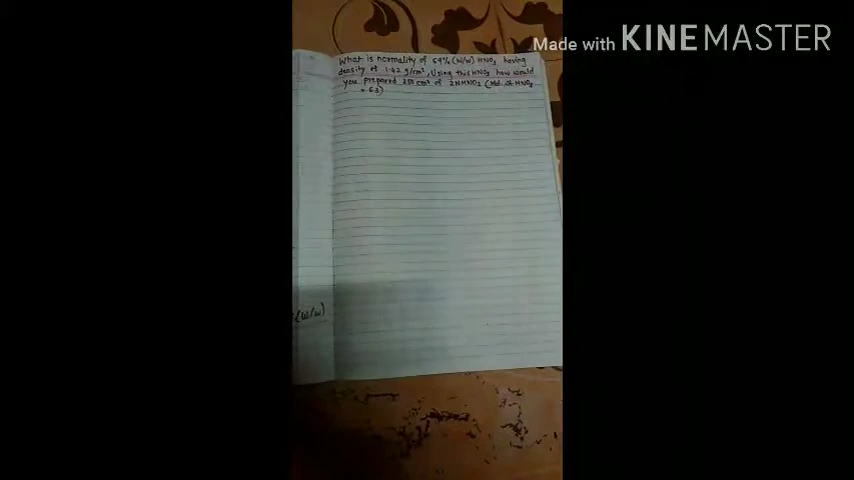 Made with KINEMASTER
What is normality of 69% (W/W) HNO3 having
density of 1.42 g/cm3, Using this HNO3 how would
you prepared 250 cm3 of 2N HNO3 (Mol. wt HNO3
= 63)
(w/w)